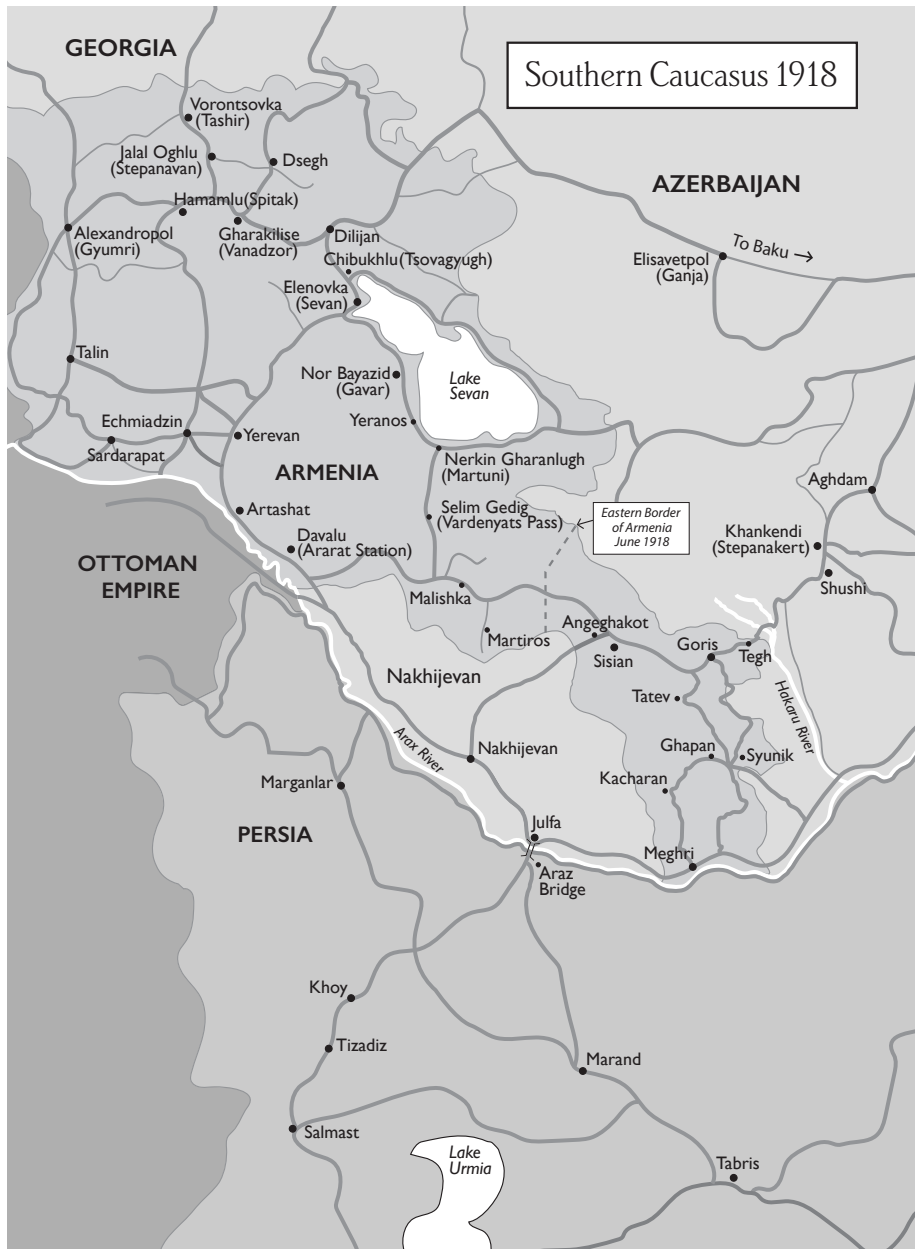 GEORGIA
Southern Caucasus 1918
Vorontsovka
(Tashir)
Jalal Oghlu
(Stepanavan)
Dsegh
AZERBAIJAN
Hamamlu(Spitak)
Alexandropol
(Gyumri)
Gharakilise
(Vanadzor)
Dilijan
To Baku →
Chibukhlu(Tsovagyugh)
Elisavetpol
(Ganja)
Elenovka
(Sevan)
Talin
Nor Bayazid
(Gavar)
Lake
Sevan
Echmiadzin
Yeranos
Yerevan
Sardarapat
ARMENIA
Nerkin Gharanlugh
(Martuni)
Aghdam
Artashat
Selim Gedig
(Vardenyats Pass)
Eastern Border
of Armenia
June 1918
Khankendi
(Stepanakert)
Davalu
(Ararat Station)
OTTOMAN
EMPIRE
Shushi
Malishka
Martiros
Angeghakot
Sisian
Goris
Tegh
Nakhijevan
Tatev
Hakaru River
Arax River
Nakhijevan
Ghapan
Syunik
Marganlar
Kacharan
PERSIA
Julfa
Meghri
Araz
Bridge
Khoy
Tizadiz
Marand
Salmast
Lake
Urmia
Tabris